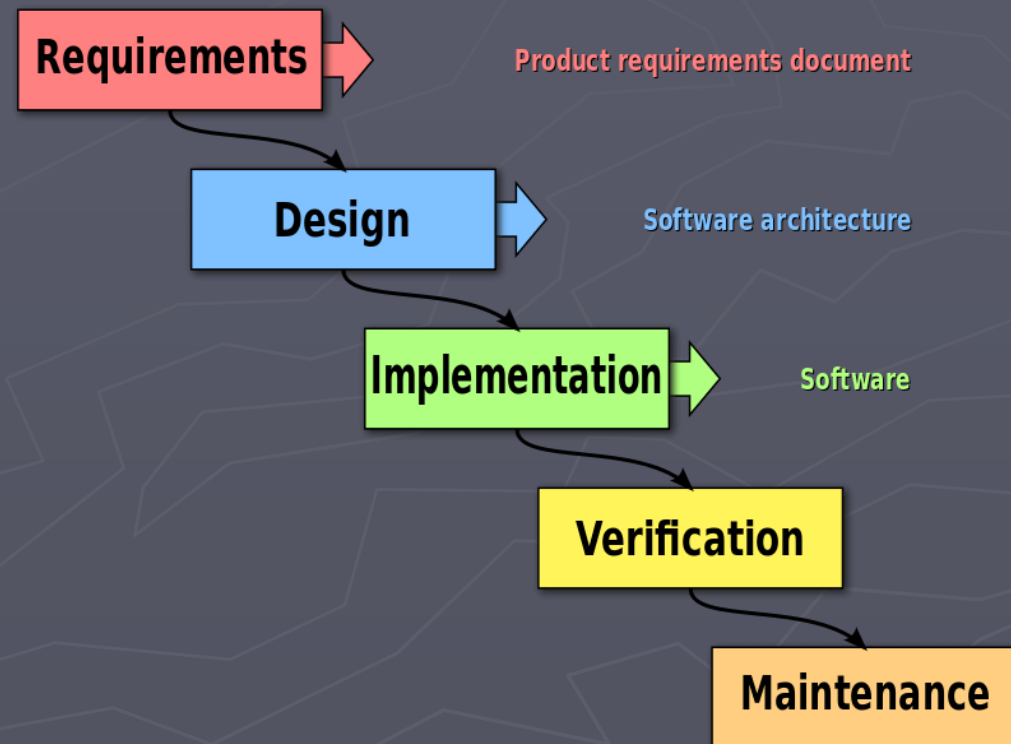 Requirements
Product requirements document
Design
Software architecture
Implementation
Software
Verification
Maintenance